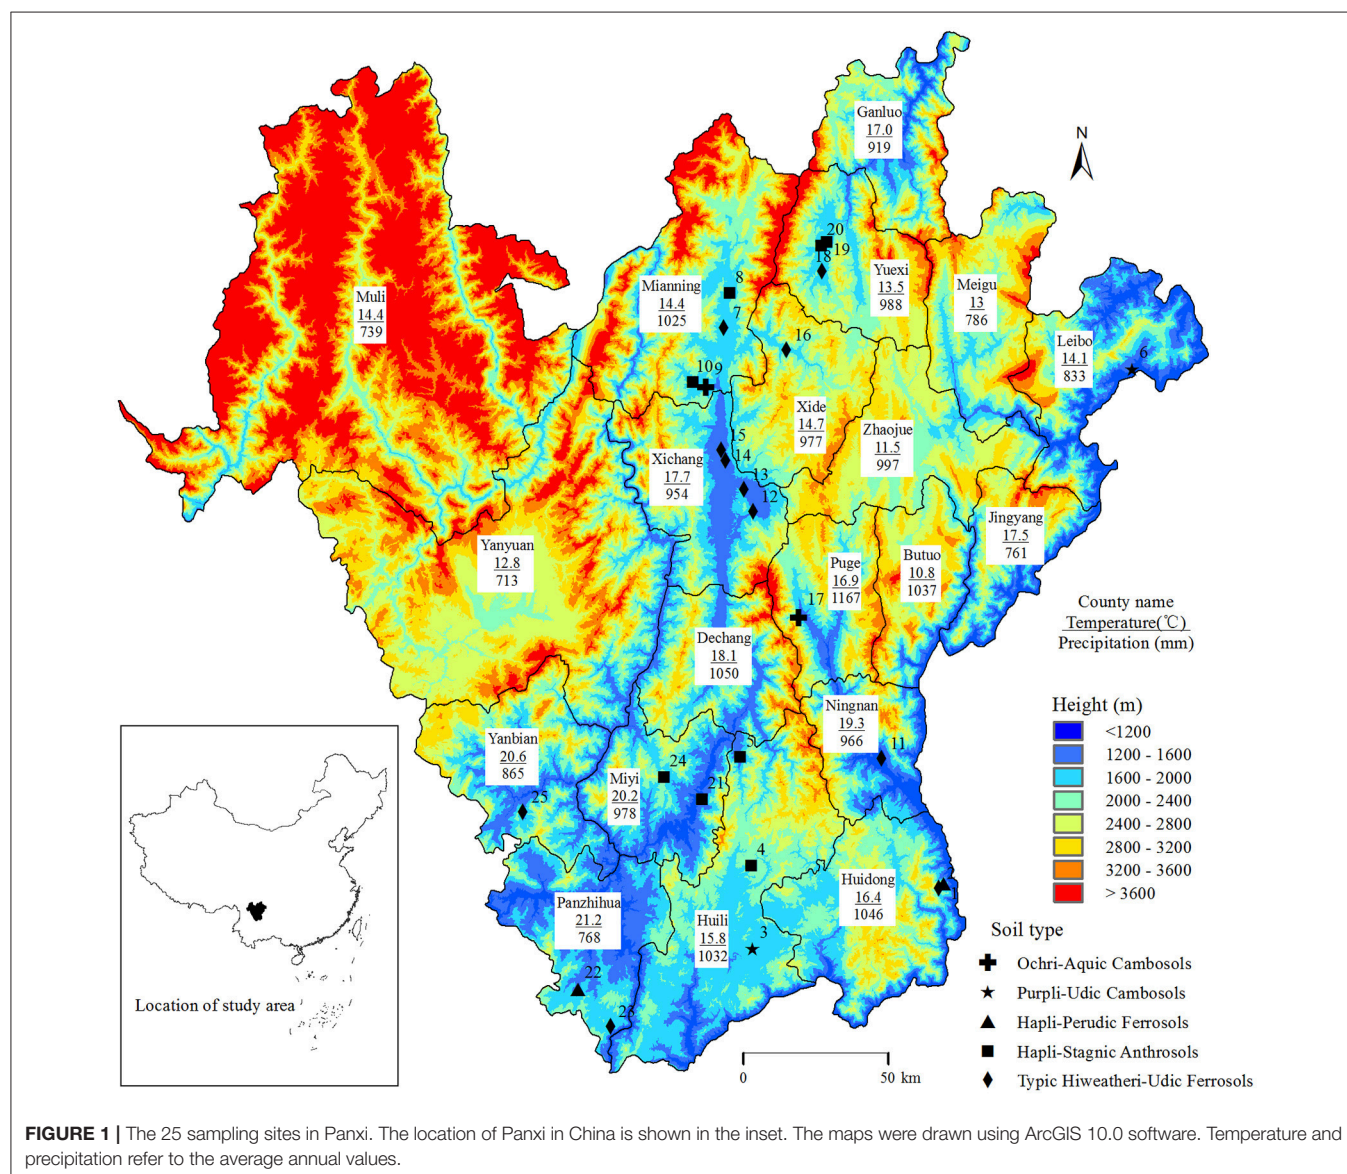 Ganluo
17.0
919
N
20
19
18
Yuexi
13.5
988
Meigu
13
786
Mianning
14.4
1025
8
7
Muli
14.4
739
16
Leibo
14.1
833
6
10 9
Xide
14.7
977
Zhaojue
11.5
997
15
14
13
12
Xichang
17.7
954
Jingyang
17.5
761
Yanyuan
12.8
713
Puge
16.9
1167
Butuo
10.8
1037
17
County name
Temperature(℃)
Precipitation (mm)
Dechang
18.1
1050
Ningnan
19.3
966
11
Yanbian
20.6
865
25
Miyi
20.2
978
24
21
5
4
Huidong
16.4
1046
1
Panzhihua
21.2
768
22
23
Huili
15.8
1032
3
Height (m)
<1200
1200 - 1600
1600 - 2000
2000 - 2400
2400 - 2800
2800 - 3200
3200 - 3600
> 3600
Soil type
Ochri-Aquic Cambosols
Purpli-Udic Cambosols
Hapli-Perudic Ferrosols
Hapli-Stagnic Anthrosols
Typic Hiweatheri-Udic Ferrosols
Location of study area
0 50 km
FIGURE 1 | The 25 sampling sites in Panxi. The location of Panxi in China is shown in the inset. The maps were drawn using ArcGIS 10.0 software. Temperature and
precipitation refer to the average annual values.